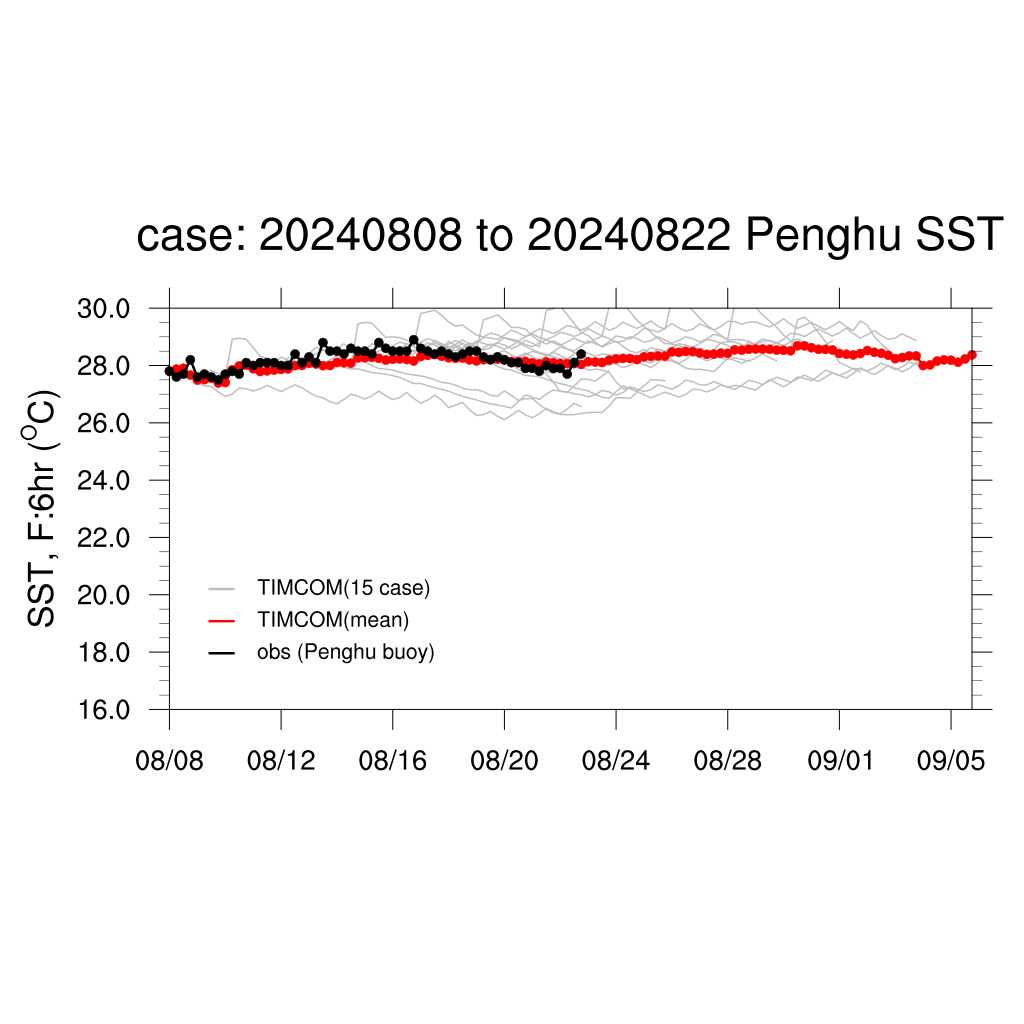 case: 20240808 to 20240822 Penghu SST
SST, F:6hr (°C)
30.0
28.0
26.0
24.0
22.0
20.0
18.0
16.0
TIMCOM(15 case)
TIMCOM(mean)
obs (Penghu buoy)
08/08 08/12 08/16 08/20 08/24 08/28 09/01 09/05